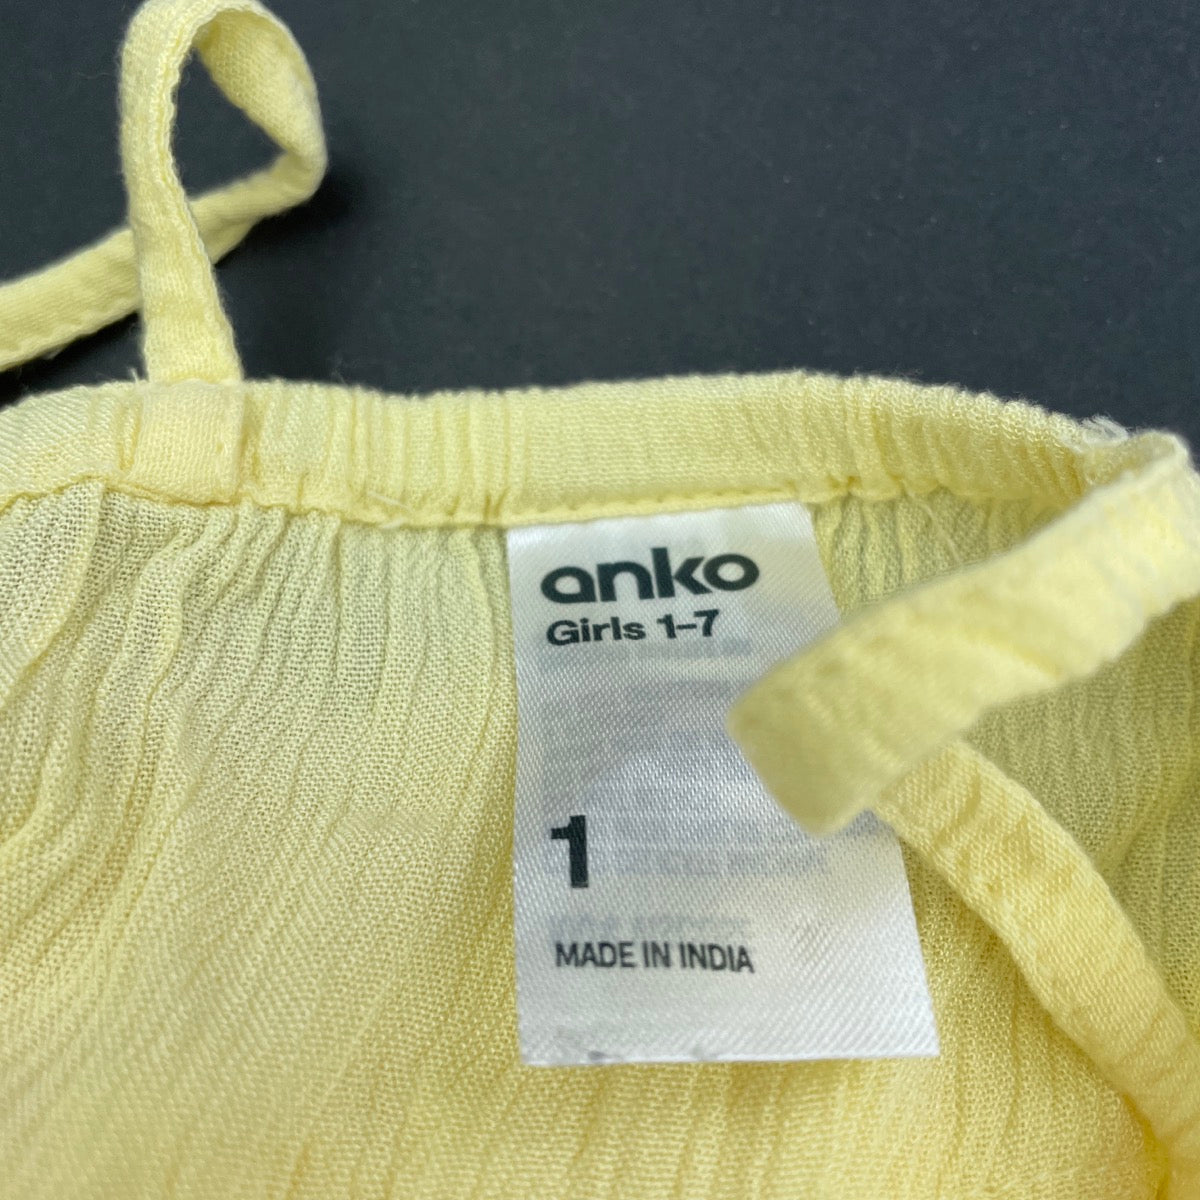 anko
Girls 1–7
1
MADE IN INDIA